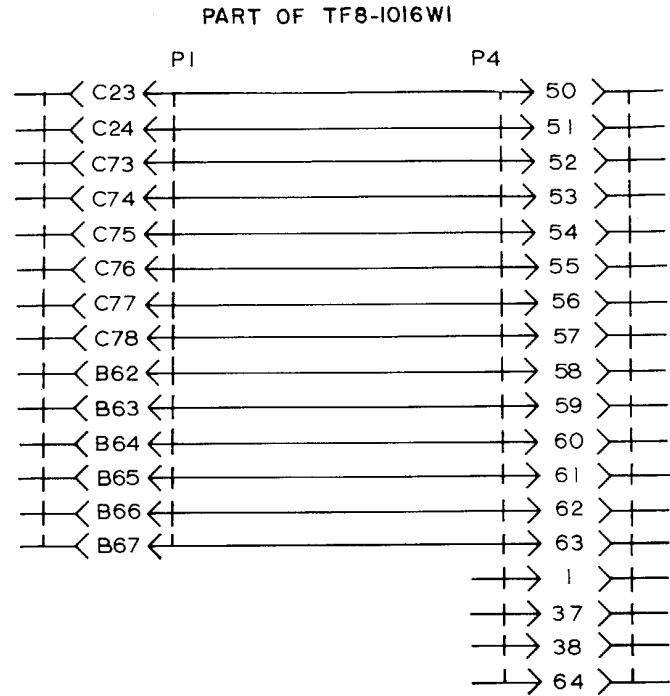 PART OF TF8-1016W1
P1 P4
C23 50
C24 51
C73 52
C74 53
C75 54
C76 55
C77 56
C78 57
B62 58
B63 59
B64 60
B65 61
B66 62
B67 63
1
37
38
64